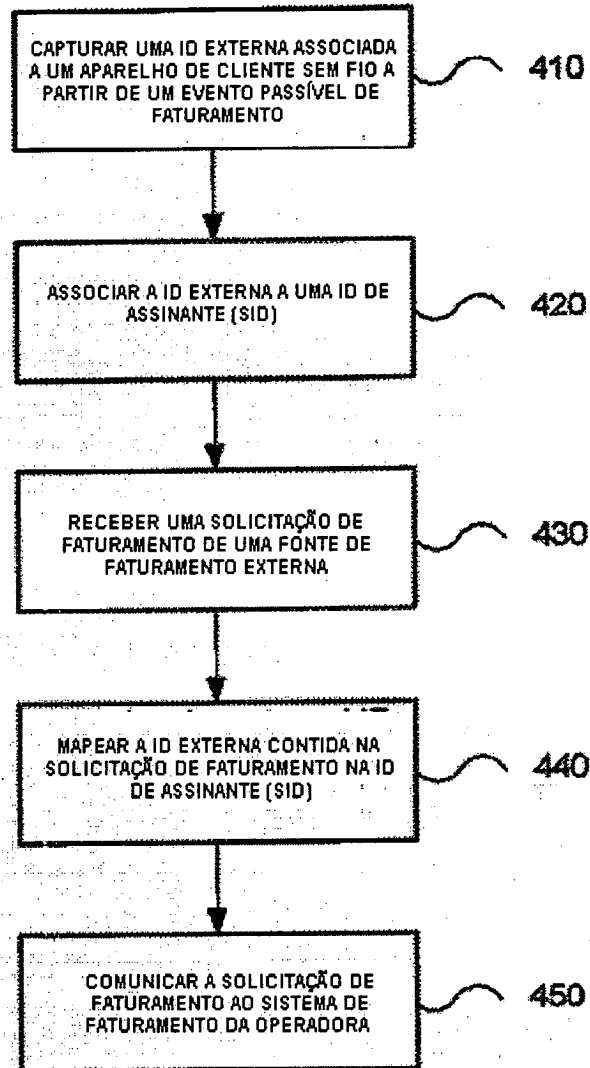 CAPTURAR UMA ID EXTERNA ASSOCIADA
A UM APARELHO DE CLIENTE SEM FIO A
PARTIR DE UM EVENTO PASSÍVEL DE
FATURAMENTO
410
ASSOCIAR A ID EXTERNA A UMA ID DE
ASSINANTE (SID)
420
RECEBER UMA SOLICITAÇÃO DE
FATURAMENTO DE UMA FONTE DE
FATURAMENTO EXTERNA
430
MAPEAR A ID EXTERNA CONTIDA NA
SOLICITAÇÃO DE FATURAMENTO NA ID
DE ASSINANTE (SID)
440
COMUNICAR A SOLICITAÇÃO DE
FATURAMENTO AO SISTEMA DE
FATURAMENTO DA OPERADORA
450